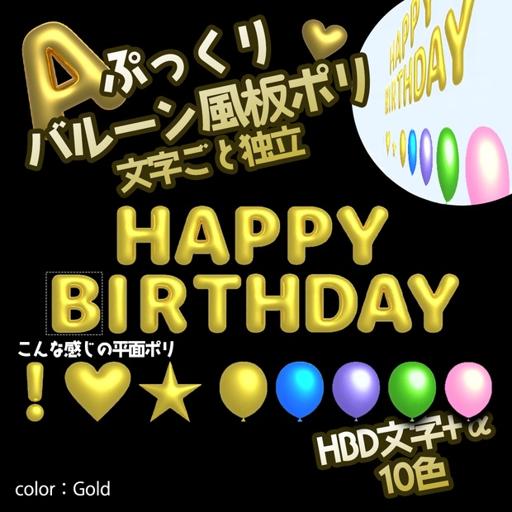 A
ぷっくり
バルーン風板ポリ
文字ごと独立
HAPPY
BIRTHDAY
HAPPY
BIRTHDAY
こんな感じの平面ポリ
!
HBD文字+α
10色
color:Gold